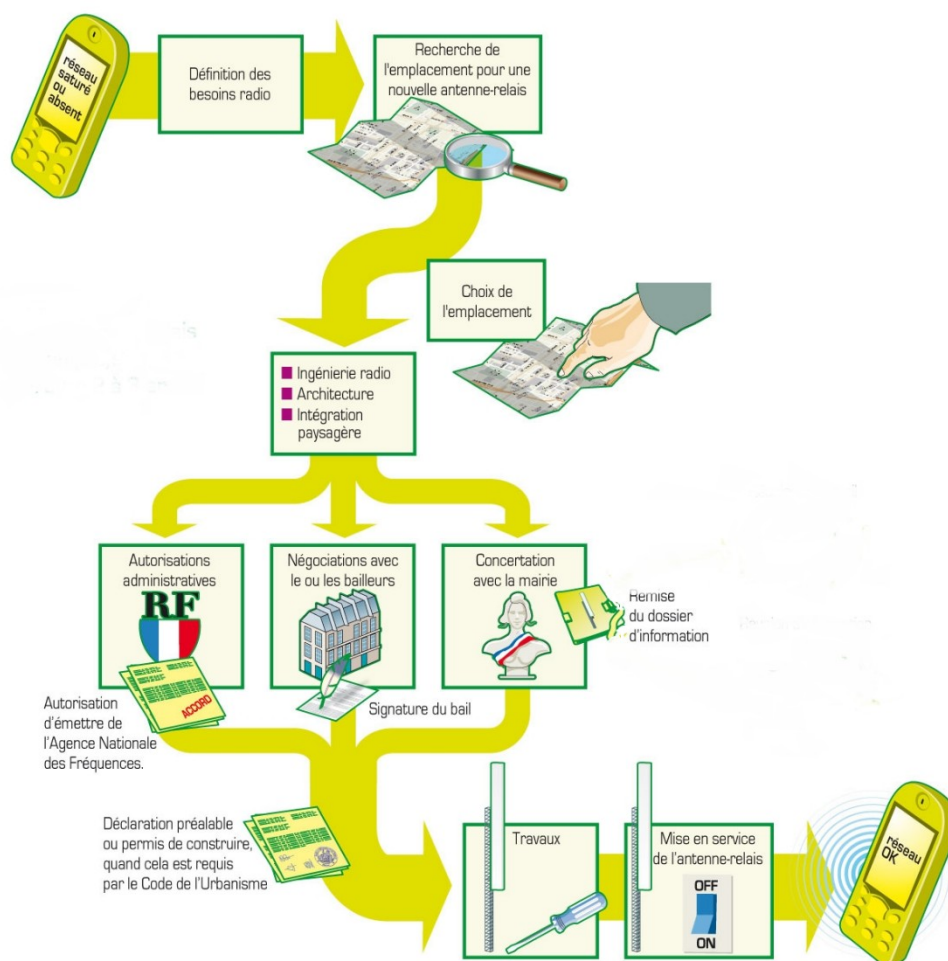 réseau
saturé
ou
absent
Définition des
besoins radio
Recherche de
l'emplacement pour une
nouvelle antenne-relais
Choix de
l'emplacement
Ingénierie radio
Architecture
Intégration
paysagère
Autorisations
administratives
RF
ACCORD
Autorisation
d'émettre de
l'Agence Nationale
des Fréquences.
Négociations avec
le ou les bailleurs
Signature du bail
Concertation
avec la mairie
Remise
du dossier
d'information
Déclaration préalable
ou permis de construire,
quand cela est requis
par le Code de l'Urbanisme
Travaux
Mise en service
de l'antenne-relais
OFF
ON
réseau
OK